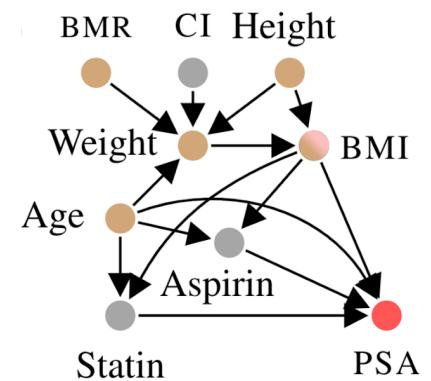 BMR CI Height
Weight BMI
Age
Aspirin
Statin PSA